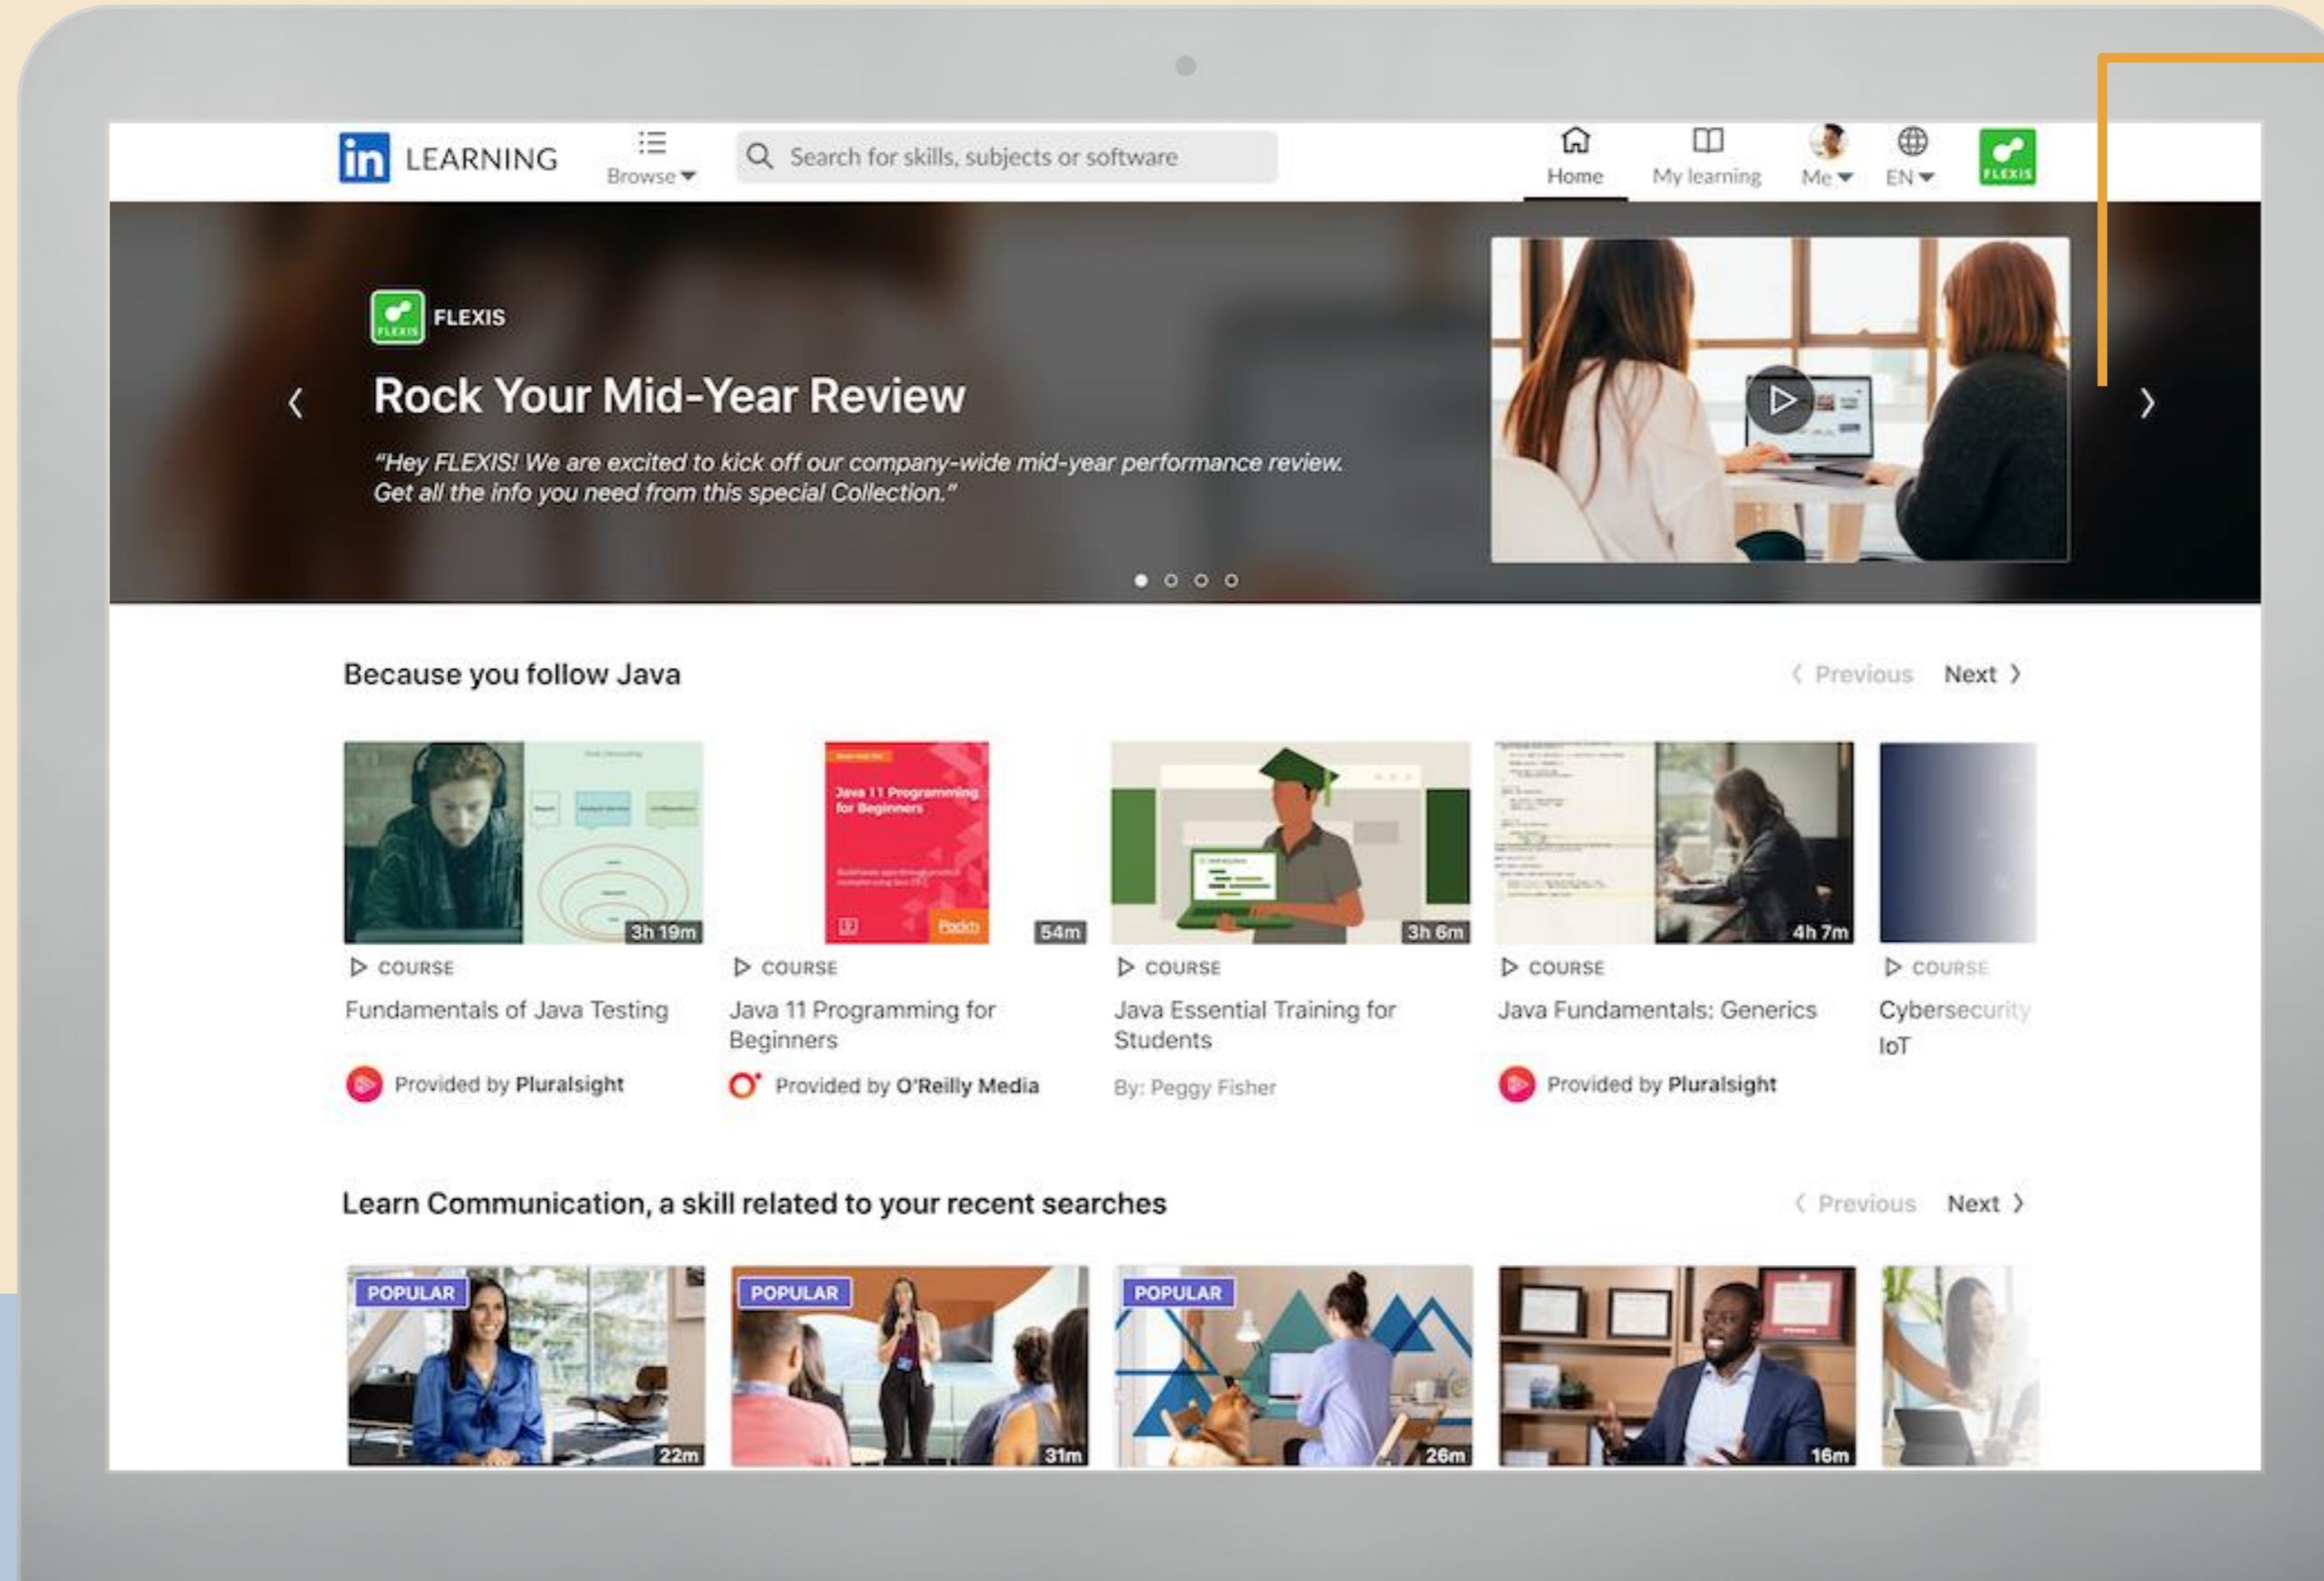 in LEARNING
Browse
Search for skills, subjects or software
Home
My learning
Me
EN
FLEXIS
FLEXIS
FLEXIS
Rock Your Mid-Year Review
“Hey FLEXIS! We are excited to kick off our company-wide mid-year performance review.
Get all the info you need from this special Collection.”
Because you follow Java
Previous
Next
3h 19m
Java 11 Programming
for Beginners
Packt
54m
3h 6m
4h 7m
COURSE
COURSE
COURSE
COURSE
COURSE
Fundamentals of Java Testing
Java 11 Programming for
Beginners
Java Essential Training for
Students
Java Fundamentals: Generics
Cybersecurity
IoT
Provided by Pluralsight
Provided by O'Reilly Media
By: Peggy Fisher
Provided by Pluralsight
Learn Communication, a skill related to your recent searches
Previous
Next
POPULAR
22m
POPULAR
31m
POPULAR
26m
16m